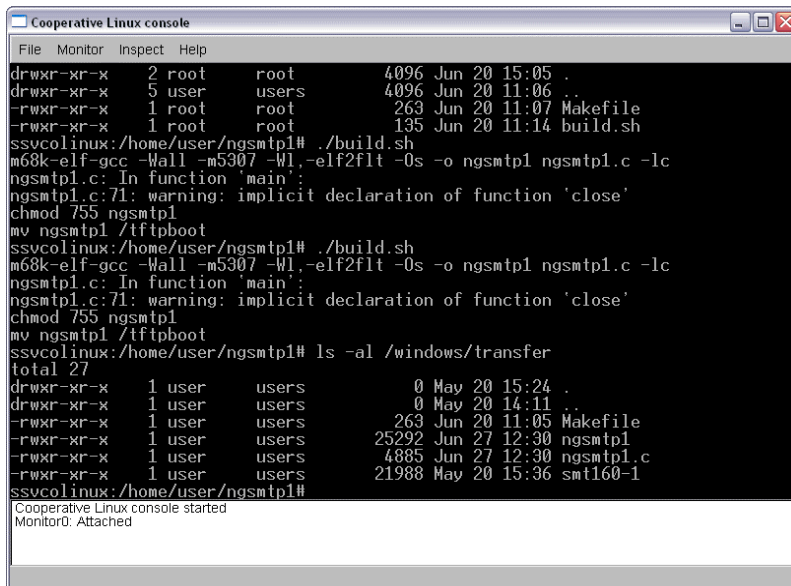 Cooperative Linux console
File Monitor Inspect Help
drwxr-xr-x 2 root root 4096 Jun 20 15:05 .
drwxr-xr-x 5 user users 4096 Jun 20 11:06 ..
-rwxr-xr-x 1 root root 263 Jun 20 11:07 Makefile
-rwxr-xr-x 1 root root 135 Jun 20 11:14 build.sh
ssvcolinux:/home/user/ngsmtp1# ./build.sh
m68k-elf-gcc -Wall -m5307 -Wl,-elf2flt -Os -o ngsmtp1 ngsmtp1.c -lc
ngsmtp1.c: In function `main':
ngsmtp1.c:71: warning: implicit declaration of function `close'
chmod 755 ngsmtp1
mv ngsmtp1 /tftpboot
ssvcolinux:/home/user/ngsmtp1# ./build.sh
m68k-elf-gcc -Wall -m5307 -Wl,-elf2flt -Os -o ngsmtp1 ngsmtp1.c -lc
ngsmtp1.c: In function `main':
ngsmtp1.c:71: warning: implicit declaration of function `close'
chmod 755 ngsmtp1
mv ngsmtp1 /tftpboot
ssvcolinux:/home/user/ngsmtp1# ls -al /windows/transfer
total 27
drwxr-xr-x 1 user users 0 May 20 15:24 .
drwxr-xr-x 1 user users 0 May 20 14:11 ..
-rwxr-xr-x 1 user users 263 Jun 20 11:05 Makefile
-rwxr-xr-x 1 user users 25292 Jun 27 12:30 ngsmtp1
-rwxr-xr-x 1 user users 4885 Jun 27 12:30 ngsmtp1.c
-rwxr-xr-x 1 user users 21988 May 20 15:36 smt160-1
ssvcolinux:/home/user/ngsmtp1#
Cooperative Linux console started
Monitor0: Attached